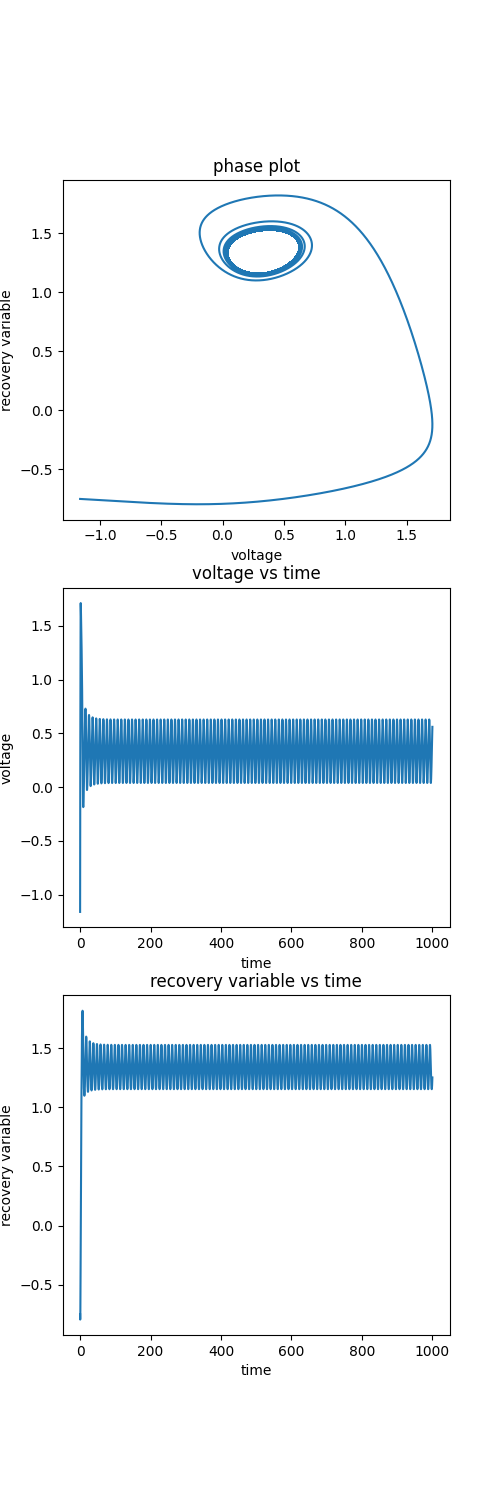 phase plot
recovery variable
1.5
1.0
0.5
0.0
−0.5
−1.0 −0.5 0.0 0.5 1.0 1.5
voltage
voltage vs time
voltage
1.5
1.0
0.5
0.0
−0.5
−1.0
0 200 400 600 800 1000
time
recovery variable vs time
recovery variable
1.5
1.0
0.5
0.0
−0.5
0 200 400 600 800 1000
time